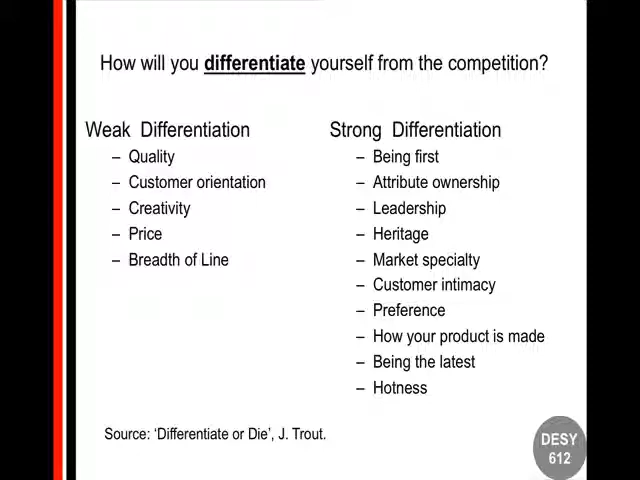 How will you differentiate yourself from the competition?
Weak Differentiation
– Quality
– Customer orientation
– Creativity
– Price
– Breadth of Line
Strong Differentiation
– Being first
– Attribute ownership
– Leadership
– Heritage
– Market specialty
– Customer intimacy
– Preference
– How your product is made
– Being the latest
– Hotness
Source: ‘Differentiate or Die’, J. Trout.
DESY
612